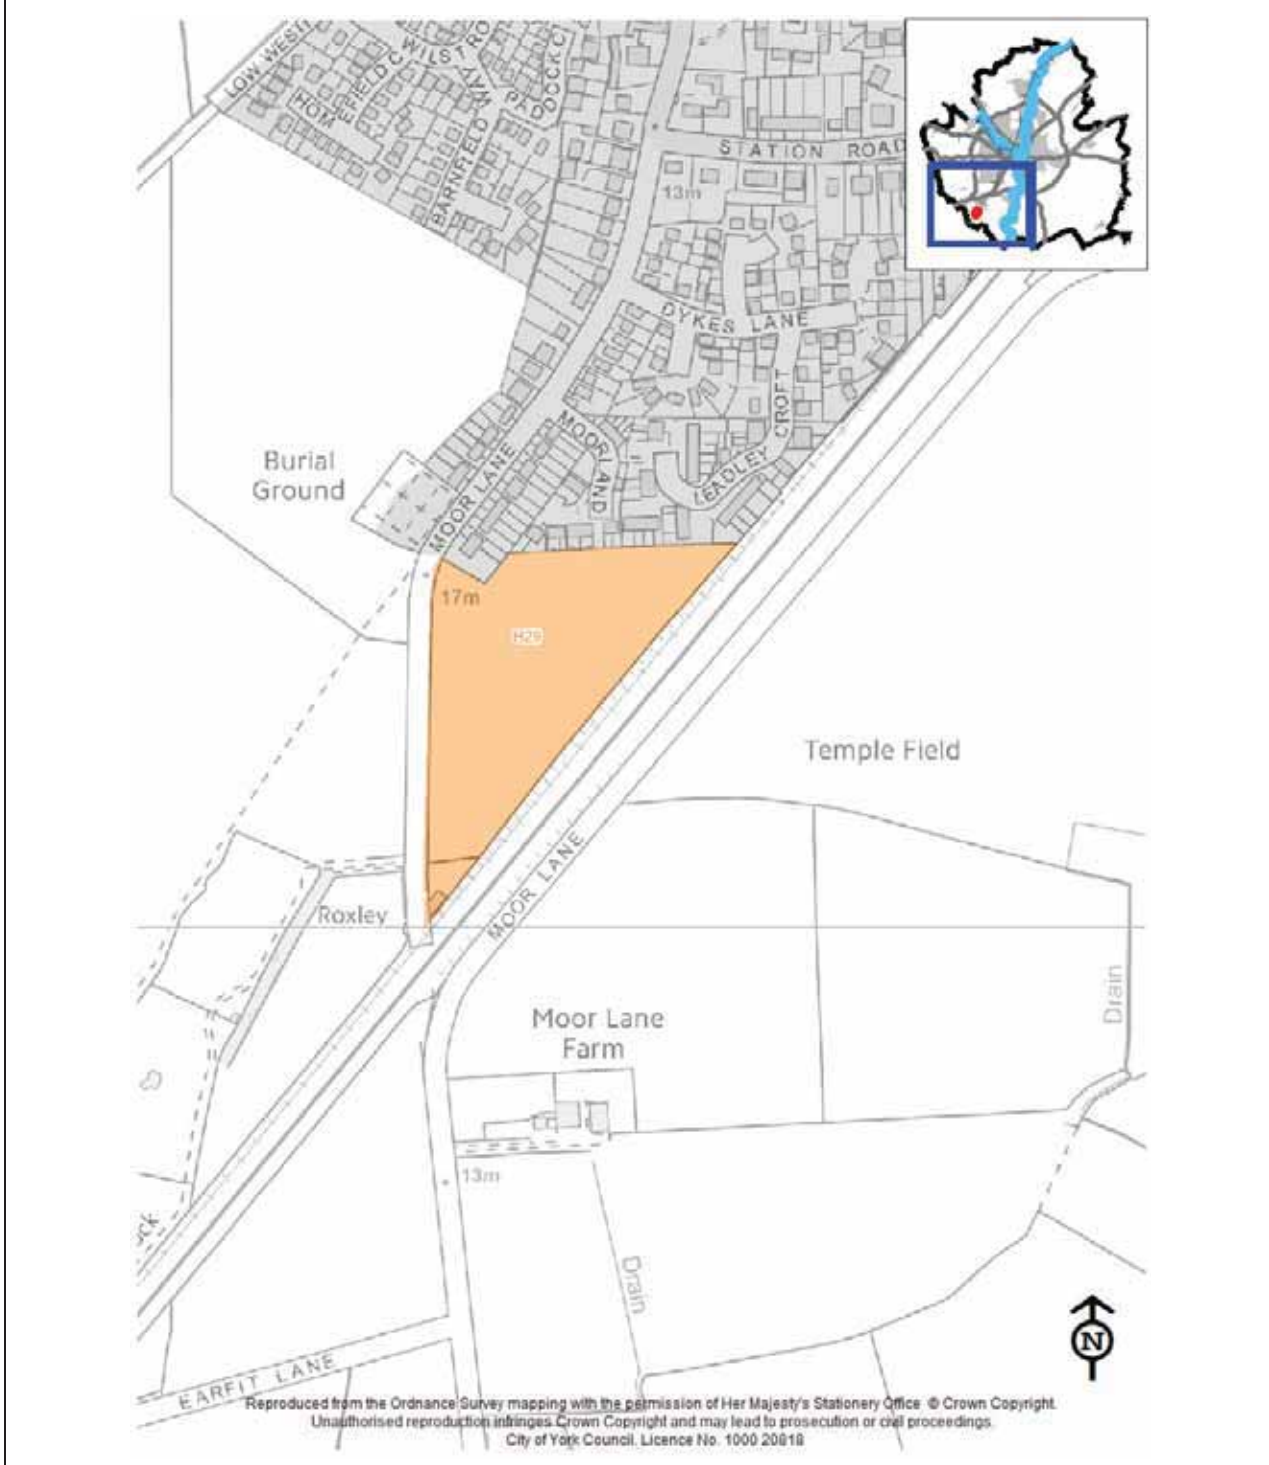 LOW WEST
WILSTRO
HOMEFIELD C
BARNFIELD WAY
PADDOCK C
STATION ROAD
13m
DYKES LANE
MOORLAND
LEADLEY CROFT
Burial
Ground
MOOR LANE
17m
H29
Temple Field
MOOR LANE
Roxley
Drain
Moor Lane
Farm
13m
ck
Drain
N
EARFIT LANE
Reproduced from the Ordnance Survey mapping with the permission of Her Majesty's Stationery Office © Crown Copyright.
Unauthorised reproduction infringes Crown Copyright and may lead to prosecution or civil proceedings.
City of York Council. Licence No. 1000 20818